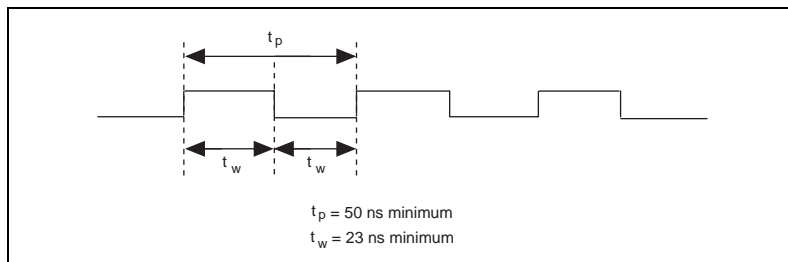 t p
t w t w
t p = 50 ns minimum
t w = 23 ns minimum